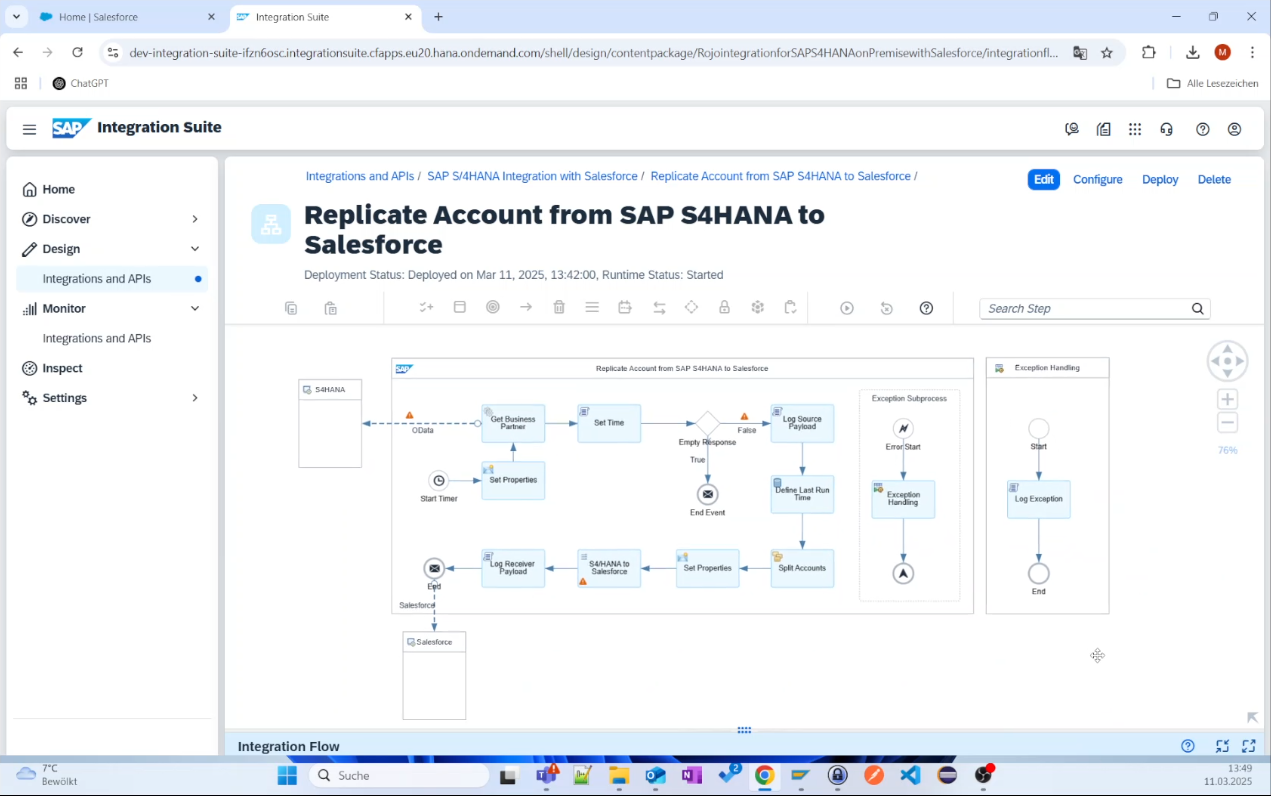 Home | Salesforce
Integration Suite
dev-integration-suite-ifzn6osc.integrationsuite.cfapps.eu20.hana.ondemand.com/shell/design/contentpackage/RojointegrationforSAPS4HANAonPremisewithSalesforce/integrationfl...
M
ChatGPT
Alle Lesezeichen
SAP Integration Suite
Home
Discover
Design
Integrations and APIs
Monitor
Integrations and APIs
Inspect
Settings
Integrations and APIs / SAP S/4HANA Integration with Salesforce / Replicate Account from SAP S4HANA to Salesforce /
Edit
Configure
Deploy
Delete
Replicate Account from SAP S4HANA to
Salesforce
Deployment Status: Deployed on Mar 11, 2025, 13:42:00, Runtime Status: Started
Search Step
SAP
Replicate Account from SAP S4HANA to Salesforce
Exception Handling
S4HANA
OData
Get Business
Partner
Set Time
Empty Response
False
True
Log Source
Payload
Start Timer
Set Properties
End Event
Define Last Run
Time
End
Log Receiver
Payload
S4/HANA to
Salesforce
Set Properties
Split Accounts
Salesforce
Salesforce
Exception Subprocess
Error Start
Exception
Handling
Start
Log Exception
End
76%
Integration Flow
7°C
Bewölkt
Suche
2
13:49
11.03.2025